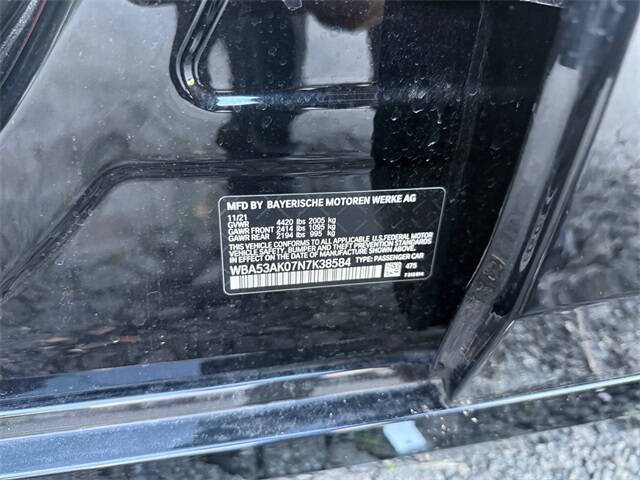 MFD BY BAYERISCHE MOTOREN WERKE AG
11/21
GVWR 4420 lbs 2005 kg
GAWR FRONT 2414 lbs 1095 kg
GAWR REAR 2194 lbs 995 kg
THIS VEHICLE CONFORMS TO ALL APPLICABLE U.S. FEDERAL MOTOR
VEHICLE SAFETY, BUMPER, AND THEFT PREVENTION STANDARDS
IN EFFECT ON THE DATE OF MANUFACTURE SHOWN ABOVE.
WBA53AK07N7K38584 TYPE: PASSENGER CAR
475